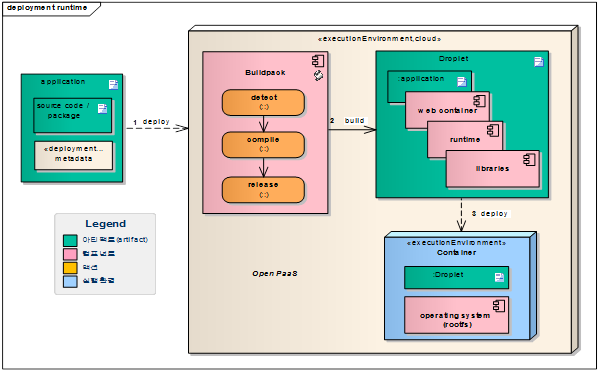 deployment runtime
«executionEnvironment,cloud»
application
source code /
package
«deployment...
metadata
1 deploy
Buildpack
detect
compile
release
2 build
Droplet
:application
web container
runtime
libraries
3 deploy
«executionEnvironment»
Container
Droplet
operating system
(rootfs)
Open PaaS
Legend
아티팩트(artifact)
컴포넌트
액션
실행환경